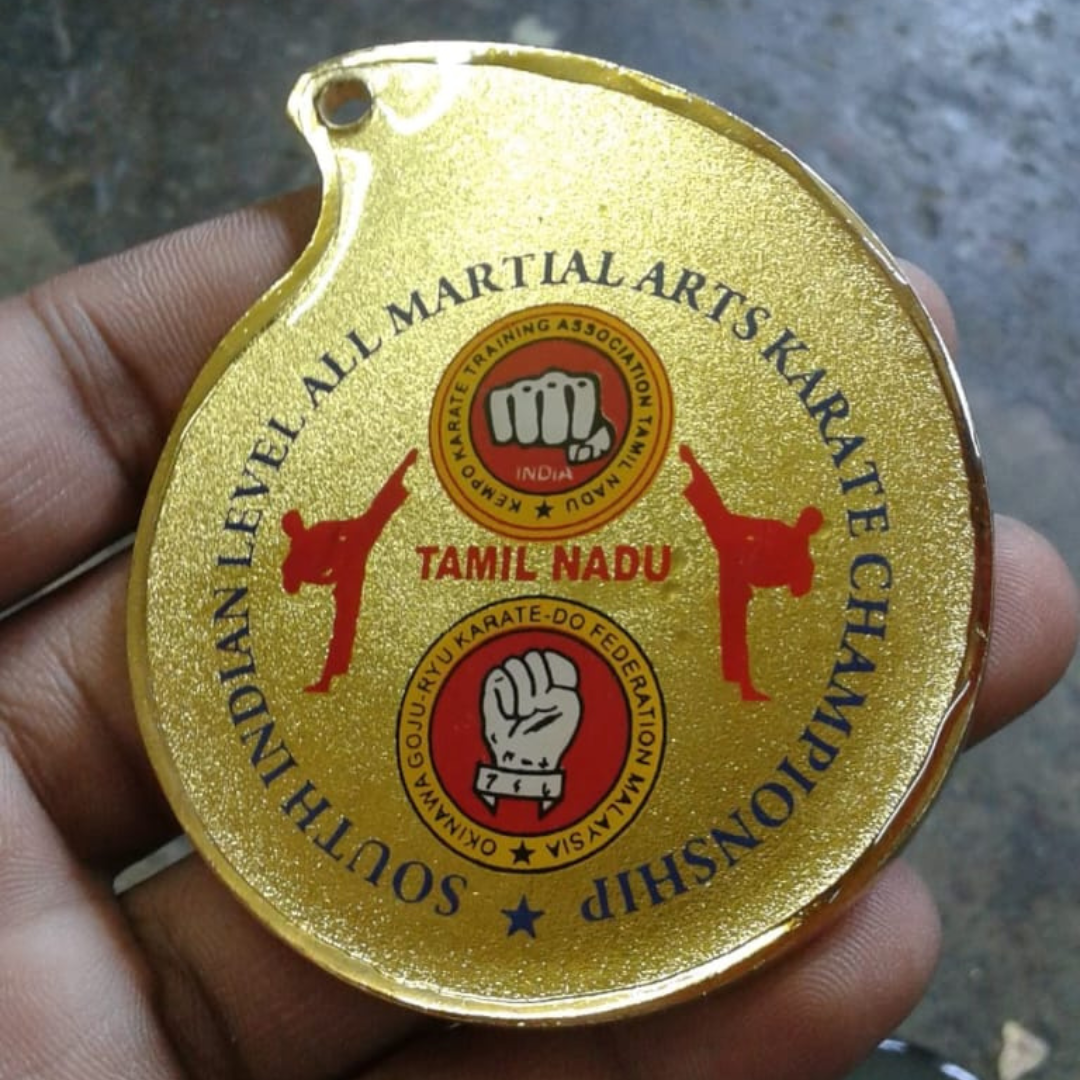 SOUTH INDIAN LEVEL ALL MARTIAL ARTS KARATE CHAMPIONSHIP
KEMPO KARATE TRAINING ASSOCIATION TAMIL NADU
INDIA
TAMIL NADU
OKINAWA GOJU-RYU KARATE-DO FEDERATION MALAYSIA